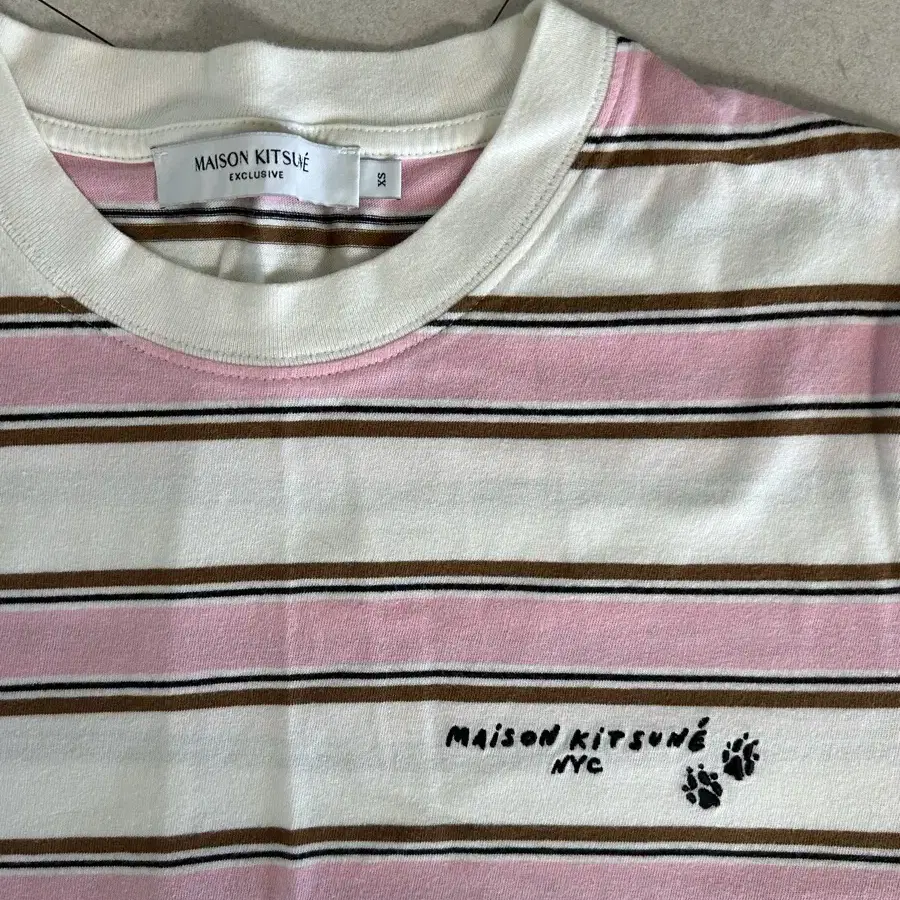 MAISON KITSUNÉ
EXCLUSIVE
XS
MAiSON KiTSUNÉ
NYC